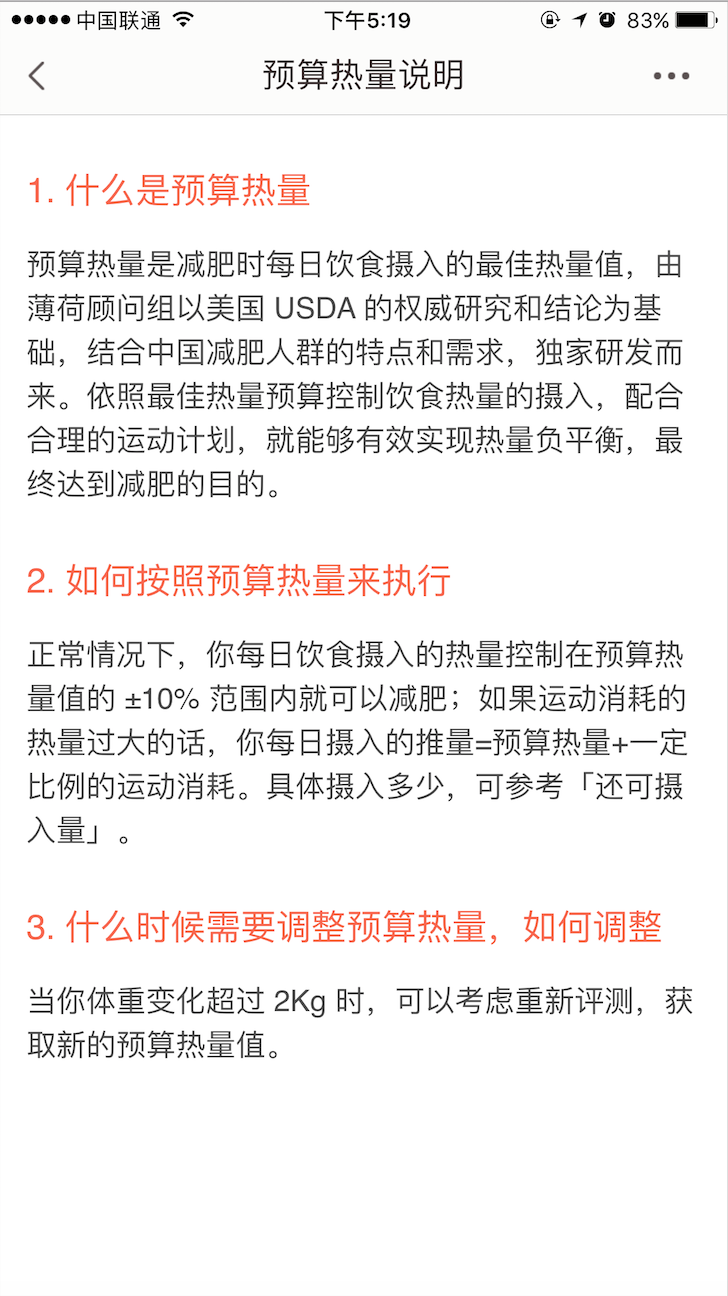 中国联通
下午5:19
83%
预算热量说明
1. 什么是预算热量
预算热量是减肥时每日饮食摄入的最佳热量值，由
薄荷顾问组以美国 USDA 的权威研究和结论为基
础，结合中国减肥人群的特点和需求，独家研发而
来。依照最佳热量预算控制饮食热量的摄入，配合
合理的运动计划，就能够有效实现热量负平衡，最
终达到减肥的目的。
2. 如何按照预算热量来执行
正常情况下，你每日饮食摄入的热量控制在预算热
量值的 ±10% 范围内就可以减肥；如果运动消耗的
热量过大的话，你每日摄入的推量=预算热量+一定
比例的运动消耗。具体摄入多少，可参考「还可摄
入量」。
3. 什么时候需要调整预算热量，如何调整
当你体重变化超过 2Kg 时，可以考虑重新评测，获
取新的预算热量值。